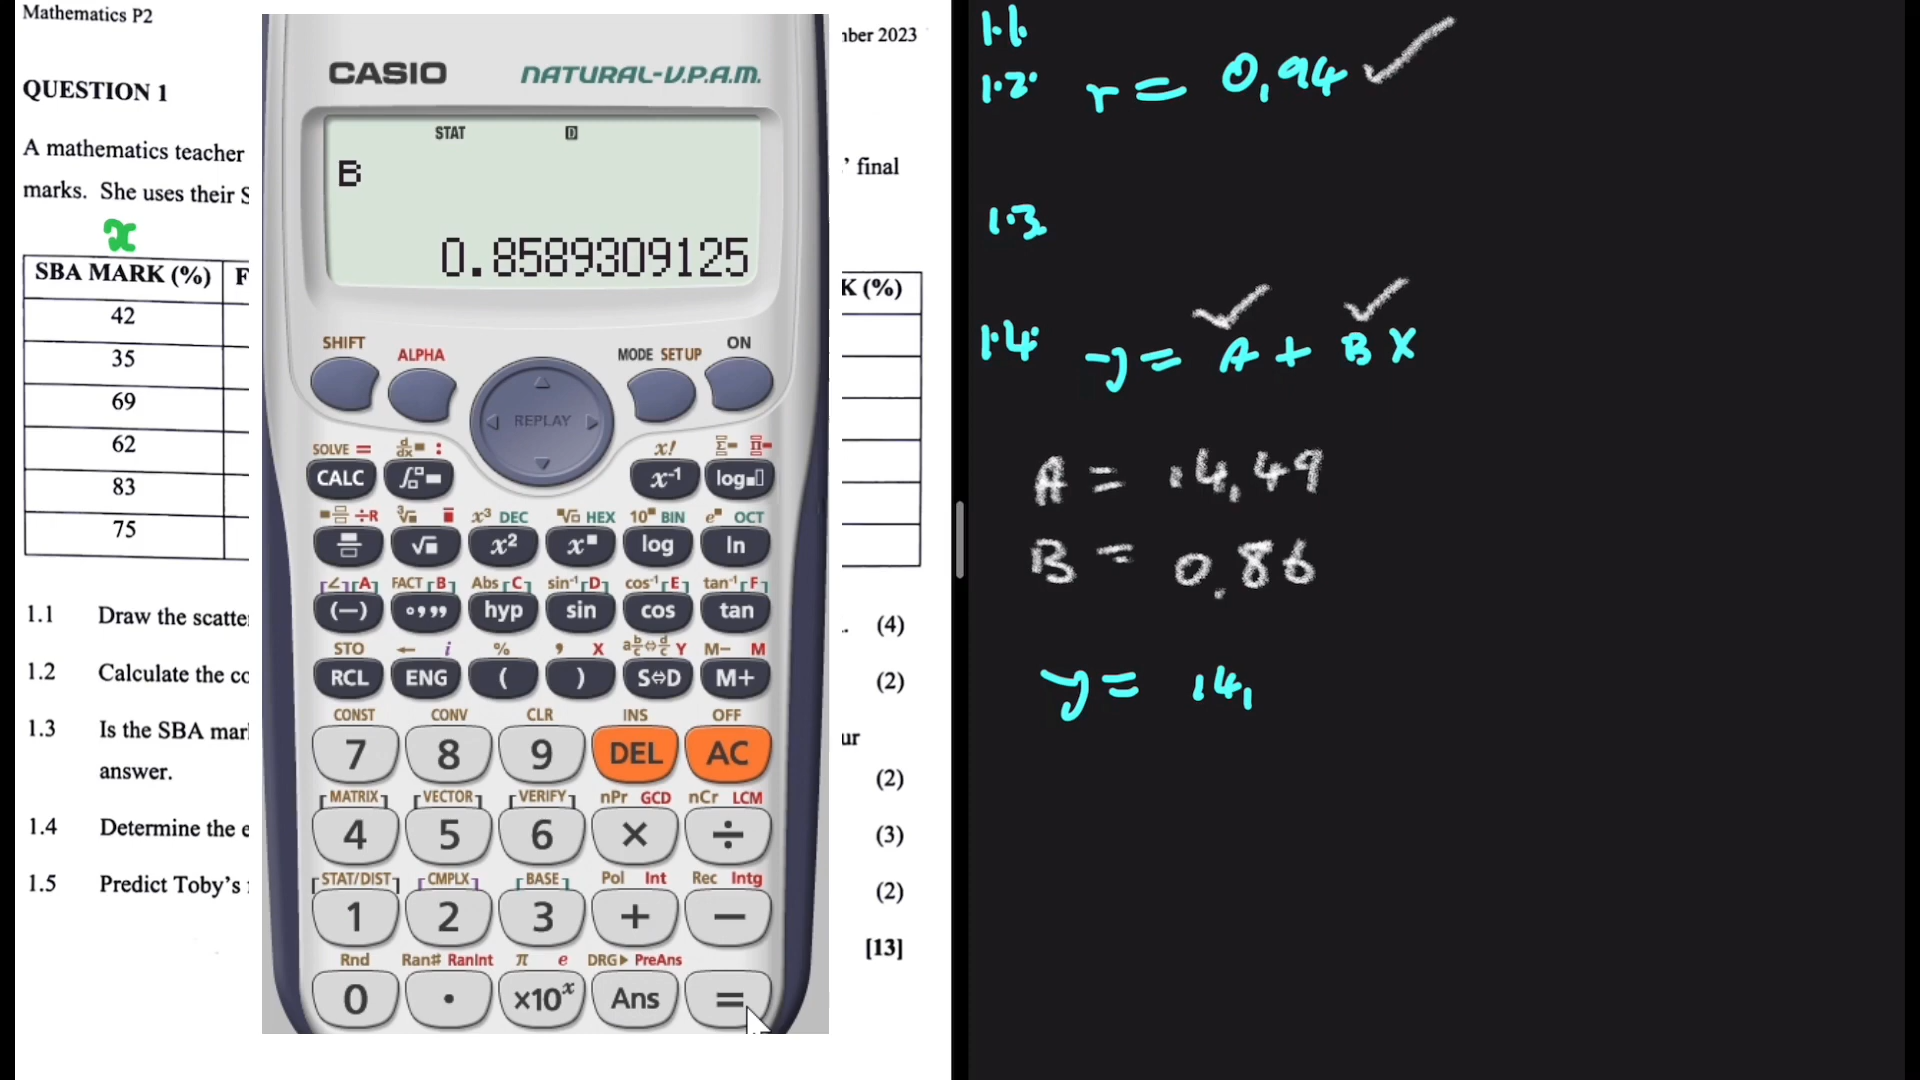 Mathematics P2
nber 2023
QUESTION 1
A mathematics teacher
' final
marks. She uses their S
x
SBA MARK (%) F
K (%)
42
35
69
62
83
75
1.1 Draw the scatte
. (4)
1.2 Calculate the co
(2)
1.3 Is the SBA mar
ur
answer.
(2)
1.4 Determine the e
(3)
1.5 Predict Toby's
(2)
[13]
CASIO NATURAL-V.P.A.M.
STAT D
B
0.8589309125
SHIFT ALPHA MODE SETUP ON
REPLAY
SOLVE = d/dx : x! Σ Π
CALC ∫ x⁻¹ log
÷R ³√ x³ DEC √ HEX 10 BIN e OCT
√ x² x log ln
∠ A FACT B Abs C sin⁻¹ D cos⁻¹ E tan⁻¹ F
(−) °,,, hyp sin cos tan
STO ← i % , X a b/c⇔d/c Y M− M
RCL ENG ( ) S⇔D M+
CONST CONV CLR INS OFF
7 8 9 DEL AC
MATRIX VECTOR VERIFY nPr GCD nCr LCM
4 5 6 × ÷
STAT/DIST CMPLX BASE Pol Int Rec Intg
1 2 3 + −
Rnd Ran# RanInt π e DRG▶ PreAns
0 . ×10ˣ Ans =
1.1.
1.2. r = 0,94
1.3
1.4. y = A + B x
A = 14,49
B = 0,86
y = 14,